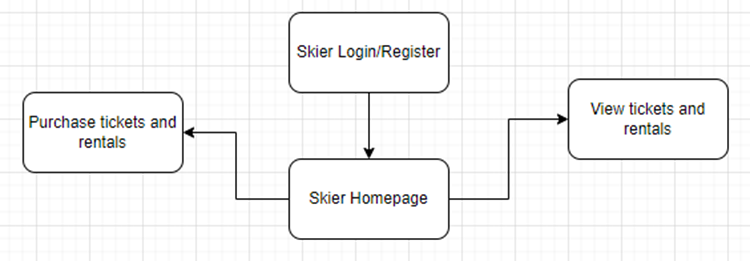 Skier Login/Register
Purchase tickets and
rentals
View tickets and
rentals
Skier Homepage